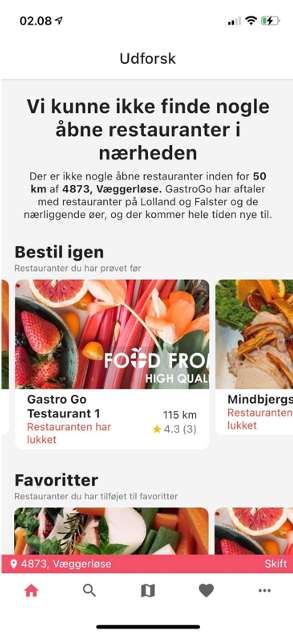 02.08
Udforsk
Vi kunne ikke finde nogle
åbne restauranter i
nærheden
Der er ikke nogle åbne restauranter inden for 50
km af 4873, Væggerløse. GastroGo har aftaler
med restauranter på Lolland og Falster og de
nærliggende øer, og der kommer hele tiden nye til.
Bestil igen
Restauranter du har prøvet før
FOOD FROM
HIGH QUAL
Gastro Go
Testaurant 1
115 km
Restauranten har
lukket
4.3 (3)
Mindbjergs
Restauranten
lukket
Favoritter
Restauranter du har tilføjet til favoritter
4873, Væggerløse
Skift